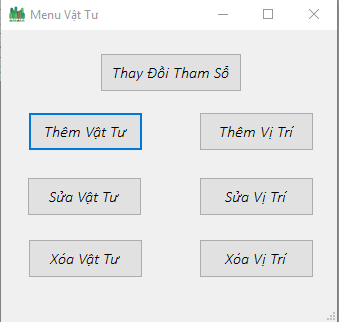 Menu Vật Tư
Thay Đổi Tham Số
Thêm Vật Tư
Thêm Vị Trí
Sửa Vật Tư
Sửa Vị Trí
Xóa Vật Tư
Xóa Vị Trí